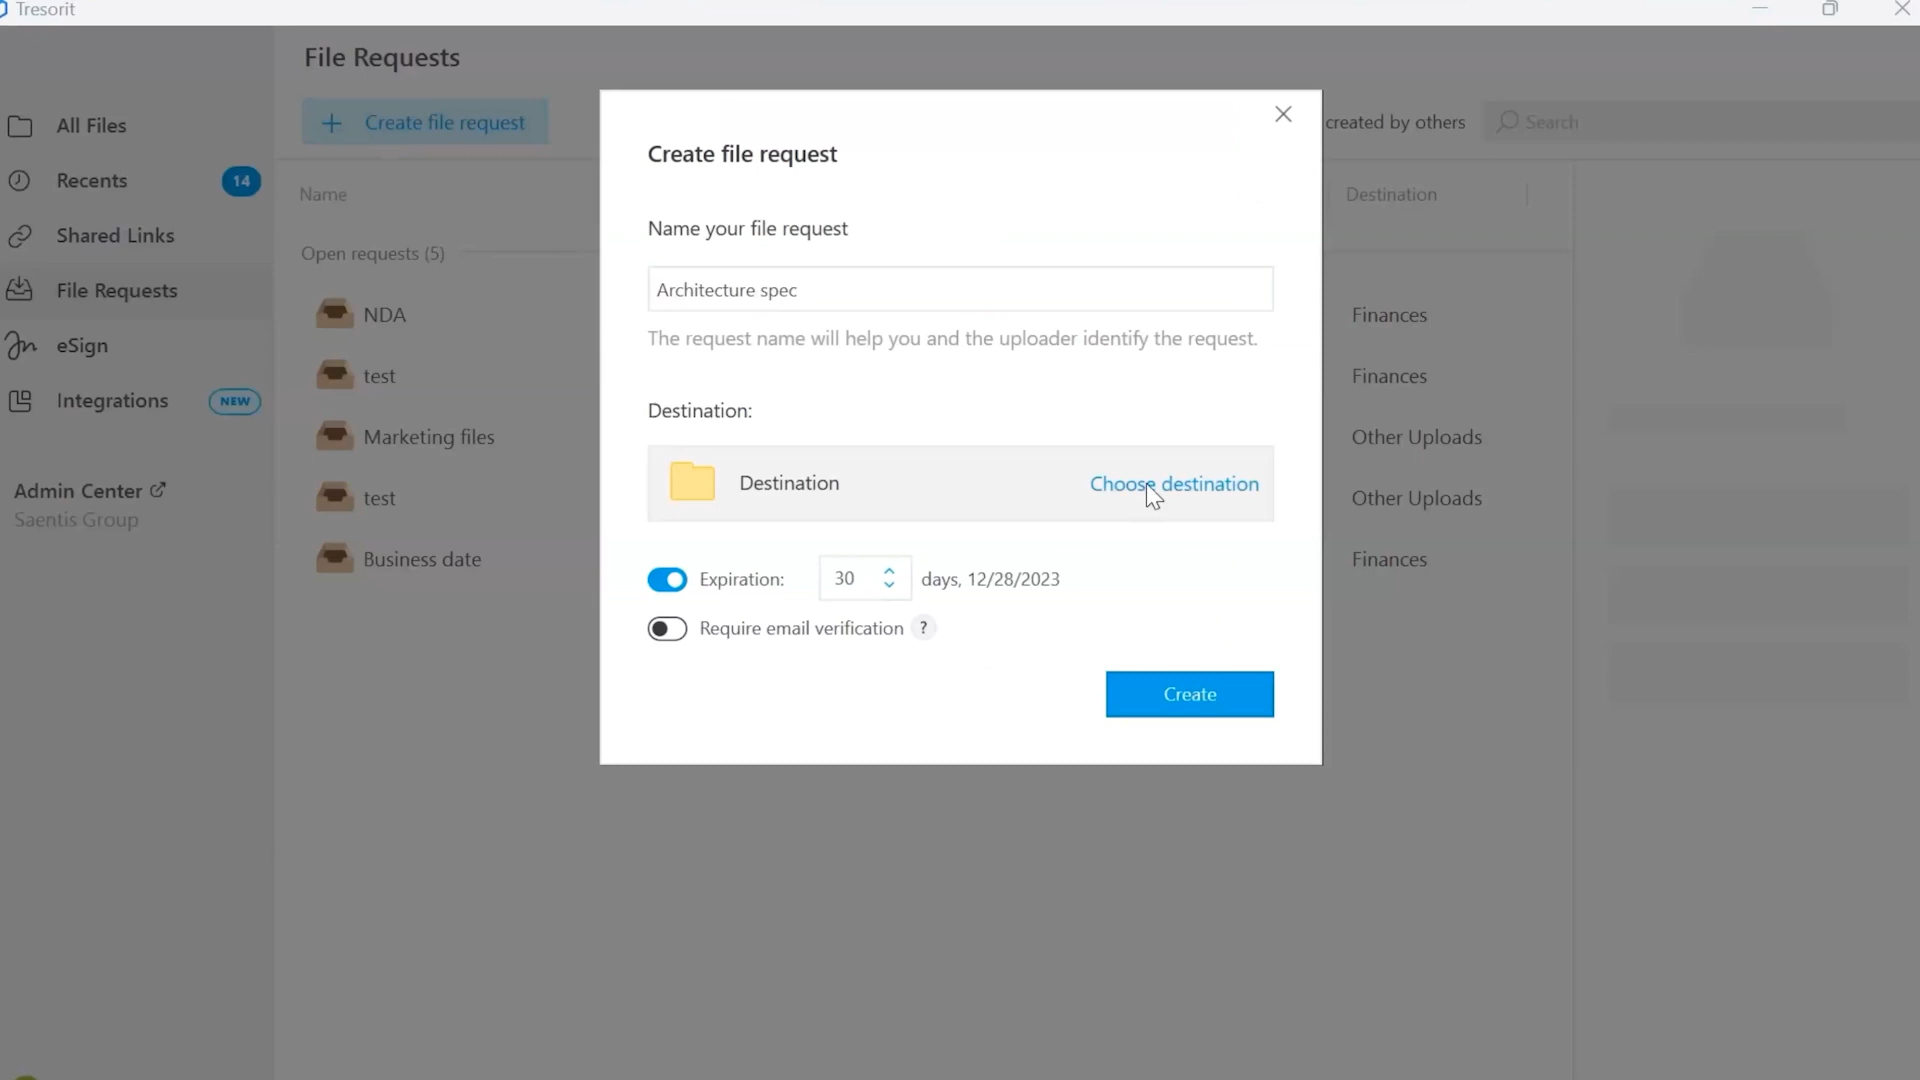 Tresorit
File Requests
All Files
Create file request
created by others
Search
Recents
14
Name
Destination
Shared Links
Open requests (5)
File Requests
NDA
Finances
eSign
test
Finances
Integrations
NEW
Marketing files
Other Uploads
Admin Center
Saentis Group
test
Other Uploads
Business date
Finances
Create file request
Name your file request
Architecture spec
The request name will help you and the uploader identify the request.
Destination:
Destination
Choose destination
Expiration:
30
days, 12/28/2023
Require email verification
?
Create